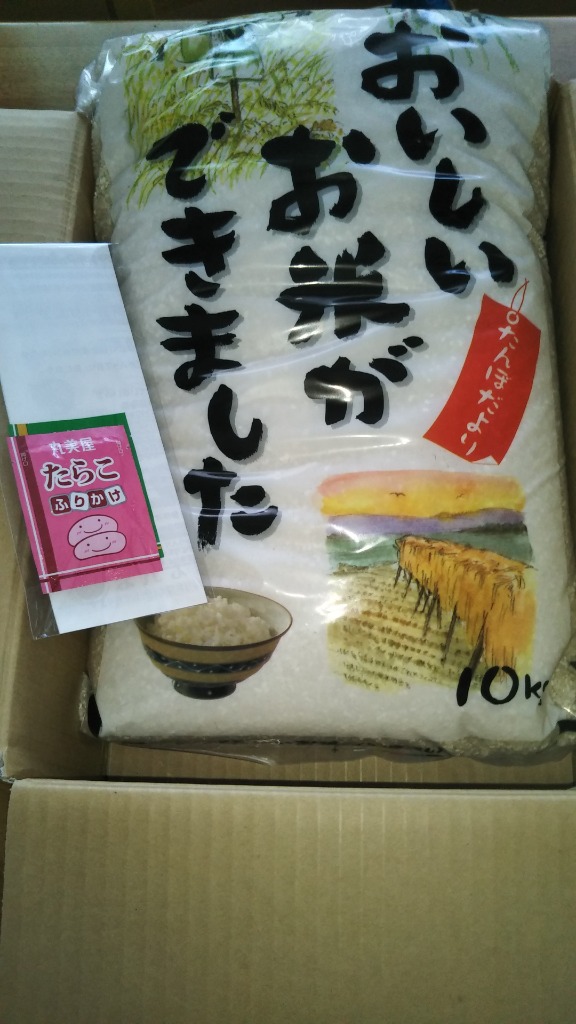 おいしい
お米が
できました
たんぼだより
10kg
丸美屋
たらこ
ふりかけ